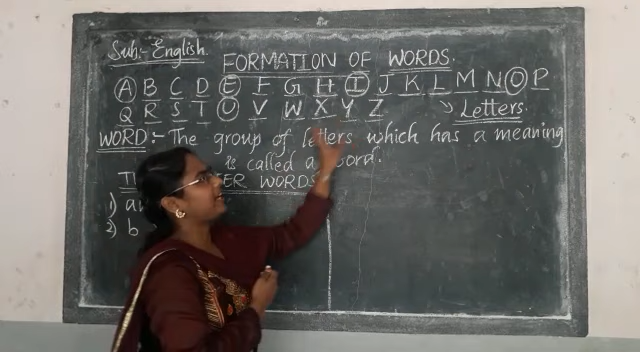 Sub:- English.
FORMATION OF WORDS.
A B C D E F G H I J K L M N O P
Q R S T U V W X Y Z Letters.
WORD:- The group of letters which has a meaning
is called a word.
WORDS
1) a
2) b